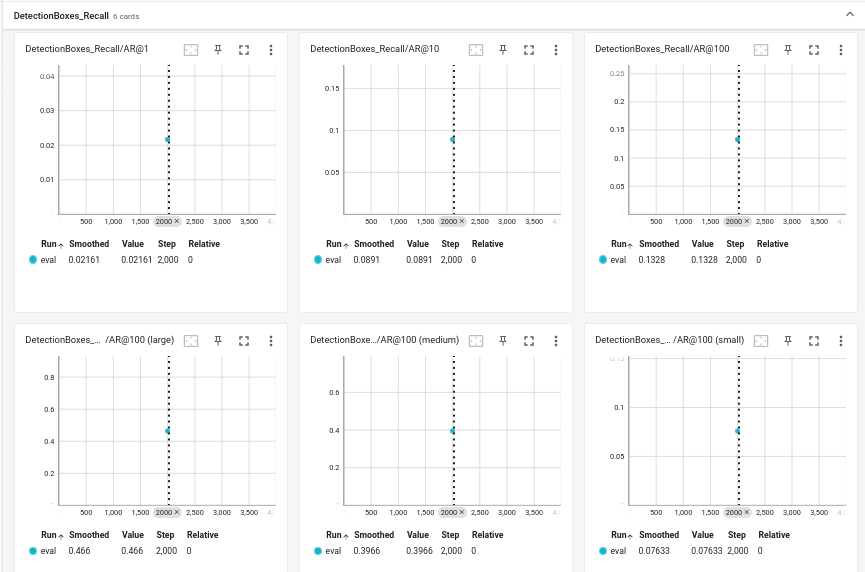 DetectionBoxes_Recall 6 cards
DetectionBoxes_Recall/AR@1
0.04
0.03
0.02
0.01
500 1,000 1,500 2000 × 2,500 3,000 3,500
Run Smoothed Value Step Relative
eval 0.02161 0.02161 2,000 0
DetectionBoxes_Recall/AR@10
0.15
0.1
0.05
500 1,000 1,500 2000 × 2,500 3,000 3,500
Run Smoothed Value Step Relative
eval 0.0891 0.0891 2,000 0
DetectionBoxes_Recall/AR@100
0.25
0.2
0.15
0.1
0.05
500 1,000 1,500 2000 × 2,500 3,000 3,500
Run Smoothed Value Step Relative
eval 0.1328 0.1328 2,000 0
DetectionBoxes_... /AR@100 (large)
0.8
0.6
0.4
0.2
500 1,000 1,500 2000 × 2,500 3,000 3,500
Run Smoothed Value Step Relative
eval 0.466 0.466 2,000 0
DetectionBoxe.../AR@100 (medium)
0.6
0.4
0.2
500 1,000 1,500 2000 × 2,500 3,000 3,500
Run Smoothed Value Step Relative
eval 0.3966 0.3966 2,000 0
DetectionBoxes_... /AR@100 (small)
0.1
0.05
500 1,000 1,500 2000 × 2,500 3,000 3,500
Run Smoothed Value Step Relative
eval 0.07633 0.07633 2,000 0